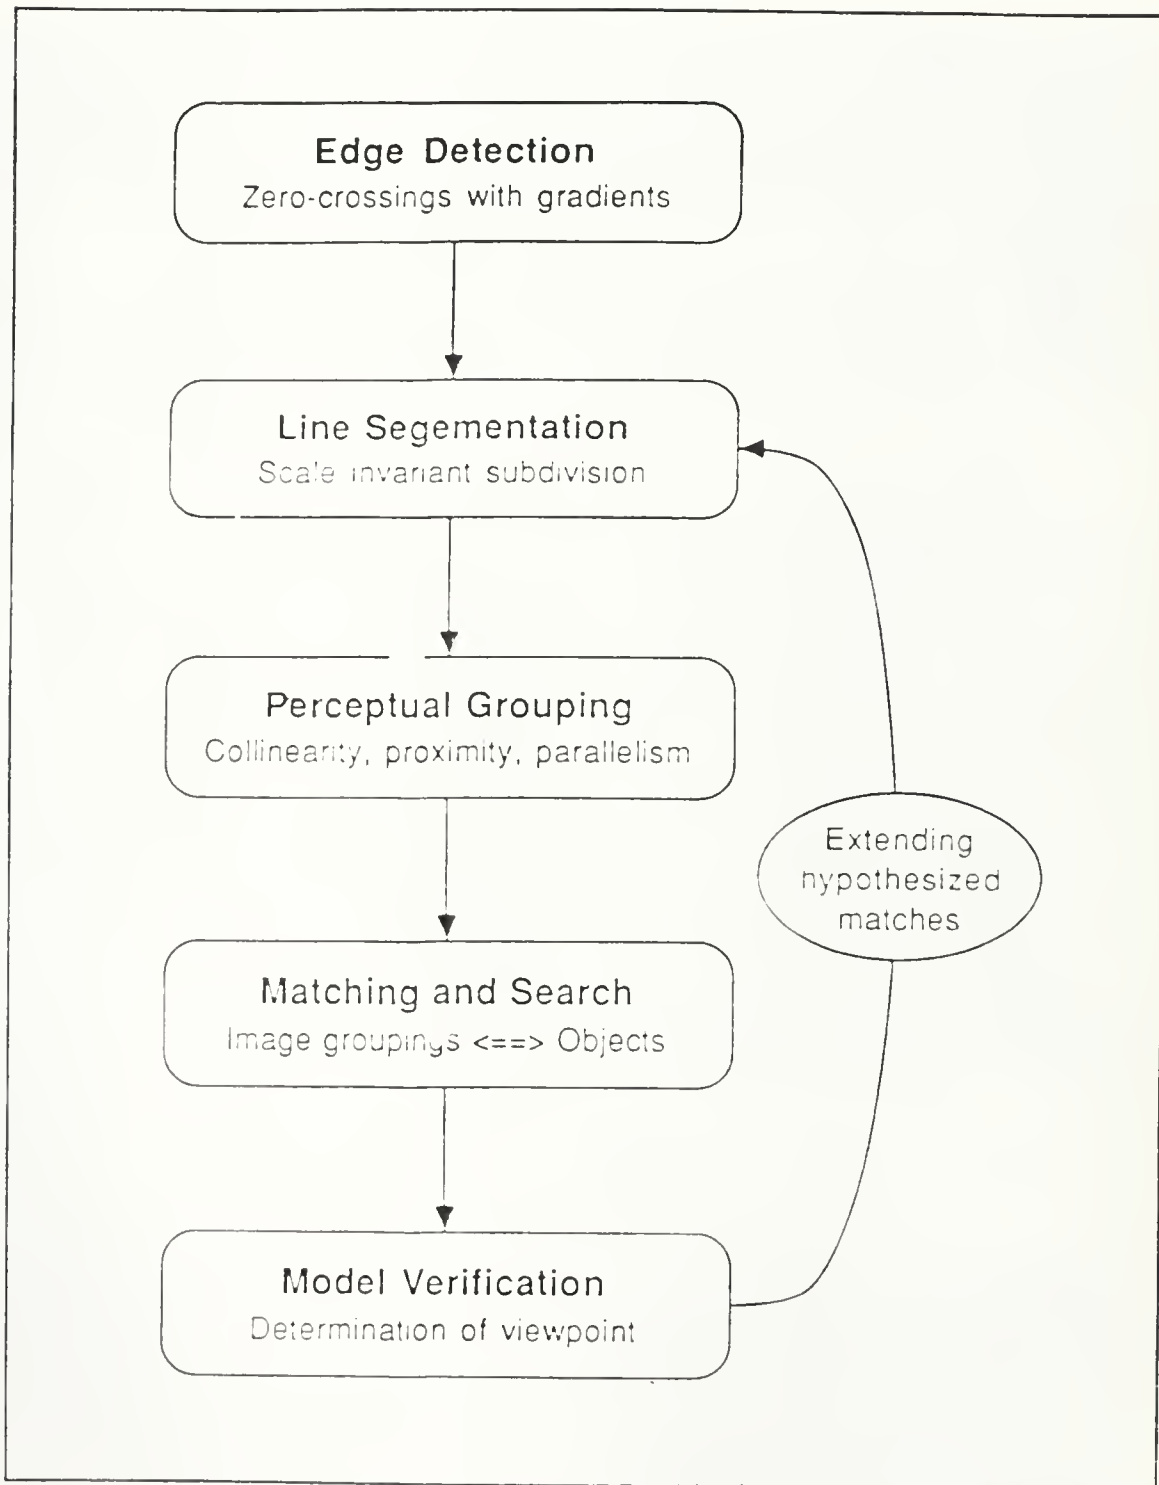 Edge Detection
Zero-crossings with gradients
Line Segementation
Scale invariant subdivision
Perceptual Grouping
Collinearity, proximity, parallelism
Matching and Search
Image groupings <==> Objects
Model Verification
Determination of viewpoint
Extending
hypothesized
matches